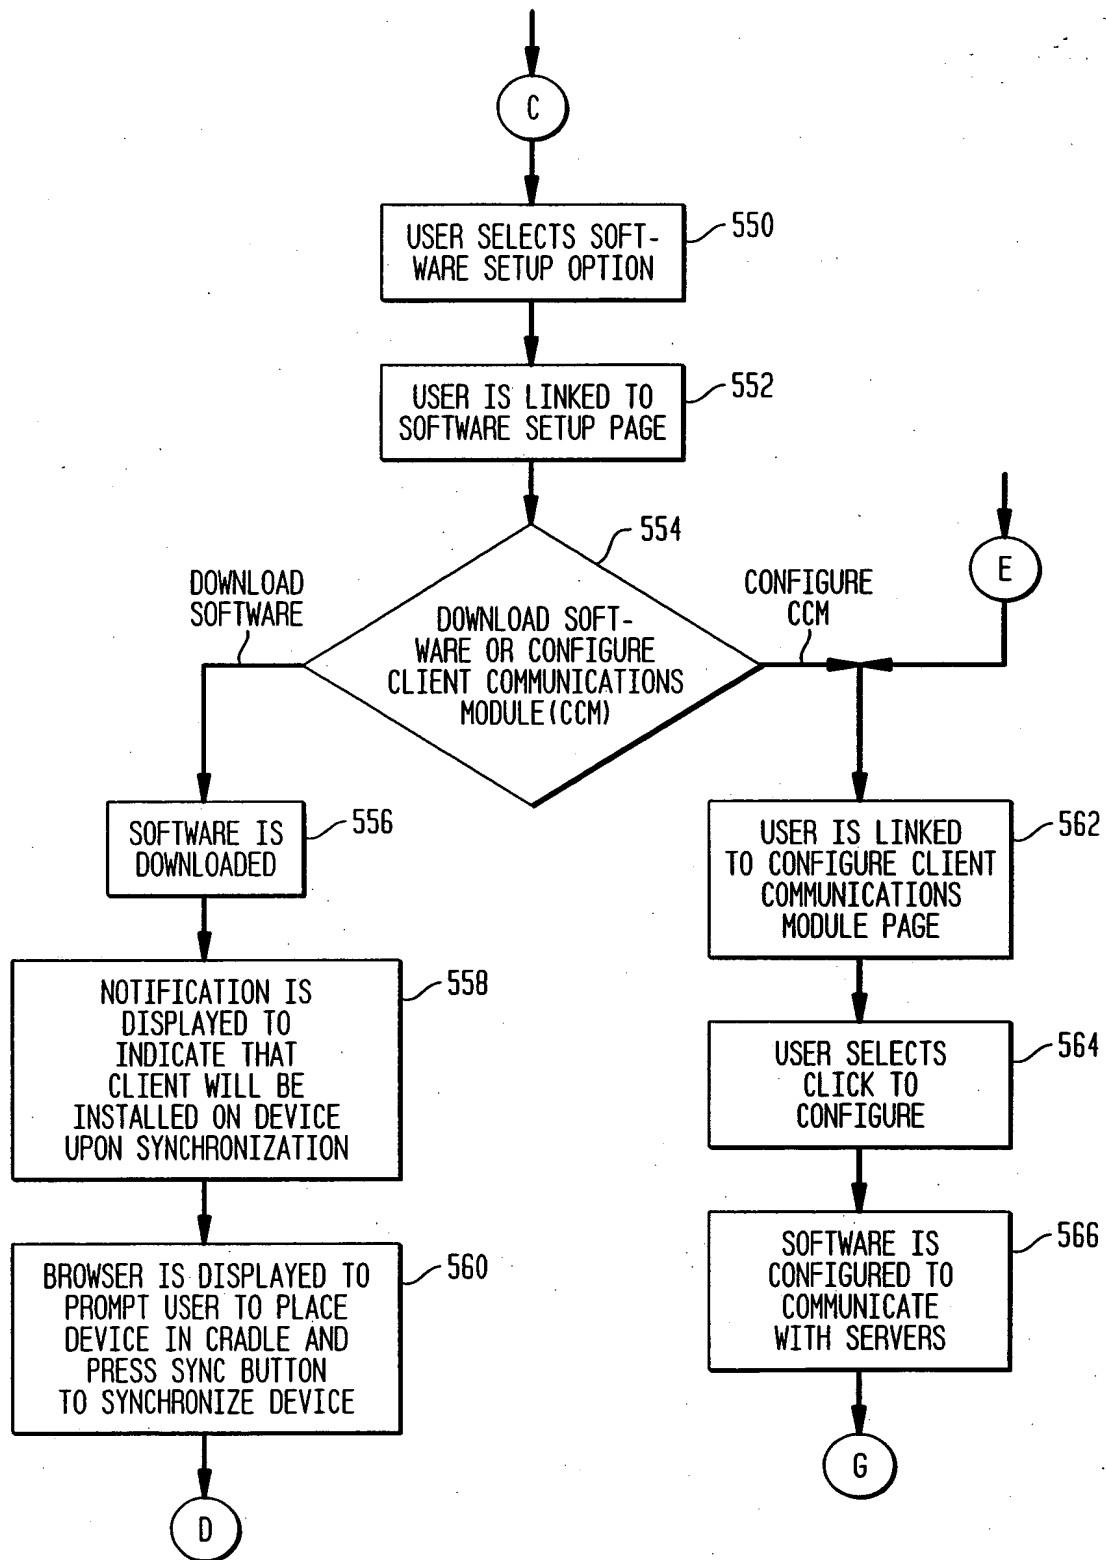 C
USER SELECTS SOFT-
WARE SETUP OPTION
550
USER IS LINKED TO
SOFTWARE SETUP PAGE
552
554
DOWNLOAD
SOFTWARE
DOWNLOAD SOFT-
WARE OR CONFIGURE
CLIENT COMMUNICATIONS
MODULE(CCM)
CONFIGURE
CCM
E
SOFTWARE IS
DOWNLOADED
556
NOTIFICATION IS
DISPLAYED TO
INDICATE THAT
CLIENT WILL BE
INSTALLED ON DEVICE
UPON SYNCHRONIZATION
558
BROWSER IS DISPLAYED TO
PROMPT USER TO PLACE
DEVICE IN CRADLE AND
PRESS SYNC BUTTON
TO SYNCHRONIZE DEVICE
560
D
USER IS LINKED
TO CONFIGURE CLIENT
COMMUNICATIONS
MODULE PAGE
562
USER SELECTS
CLICK TO
CONFIGURE
564
SOFTWARE IS
CONFIGURED TO
COMMUNICATE
WITH SERVERS
566
G